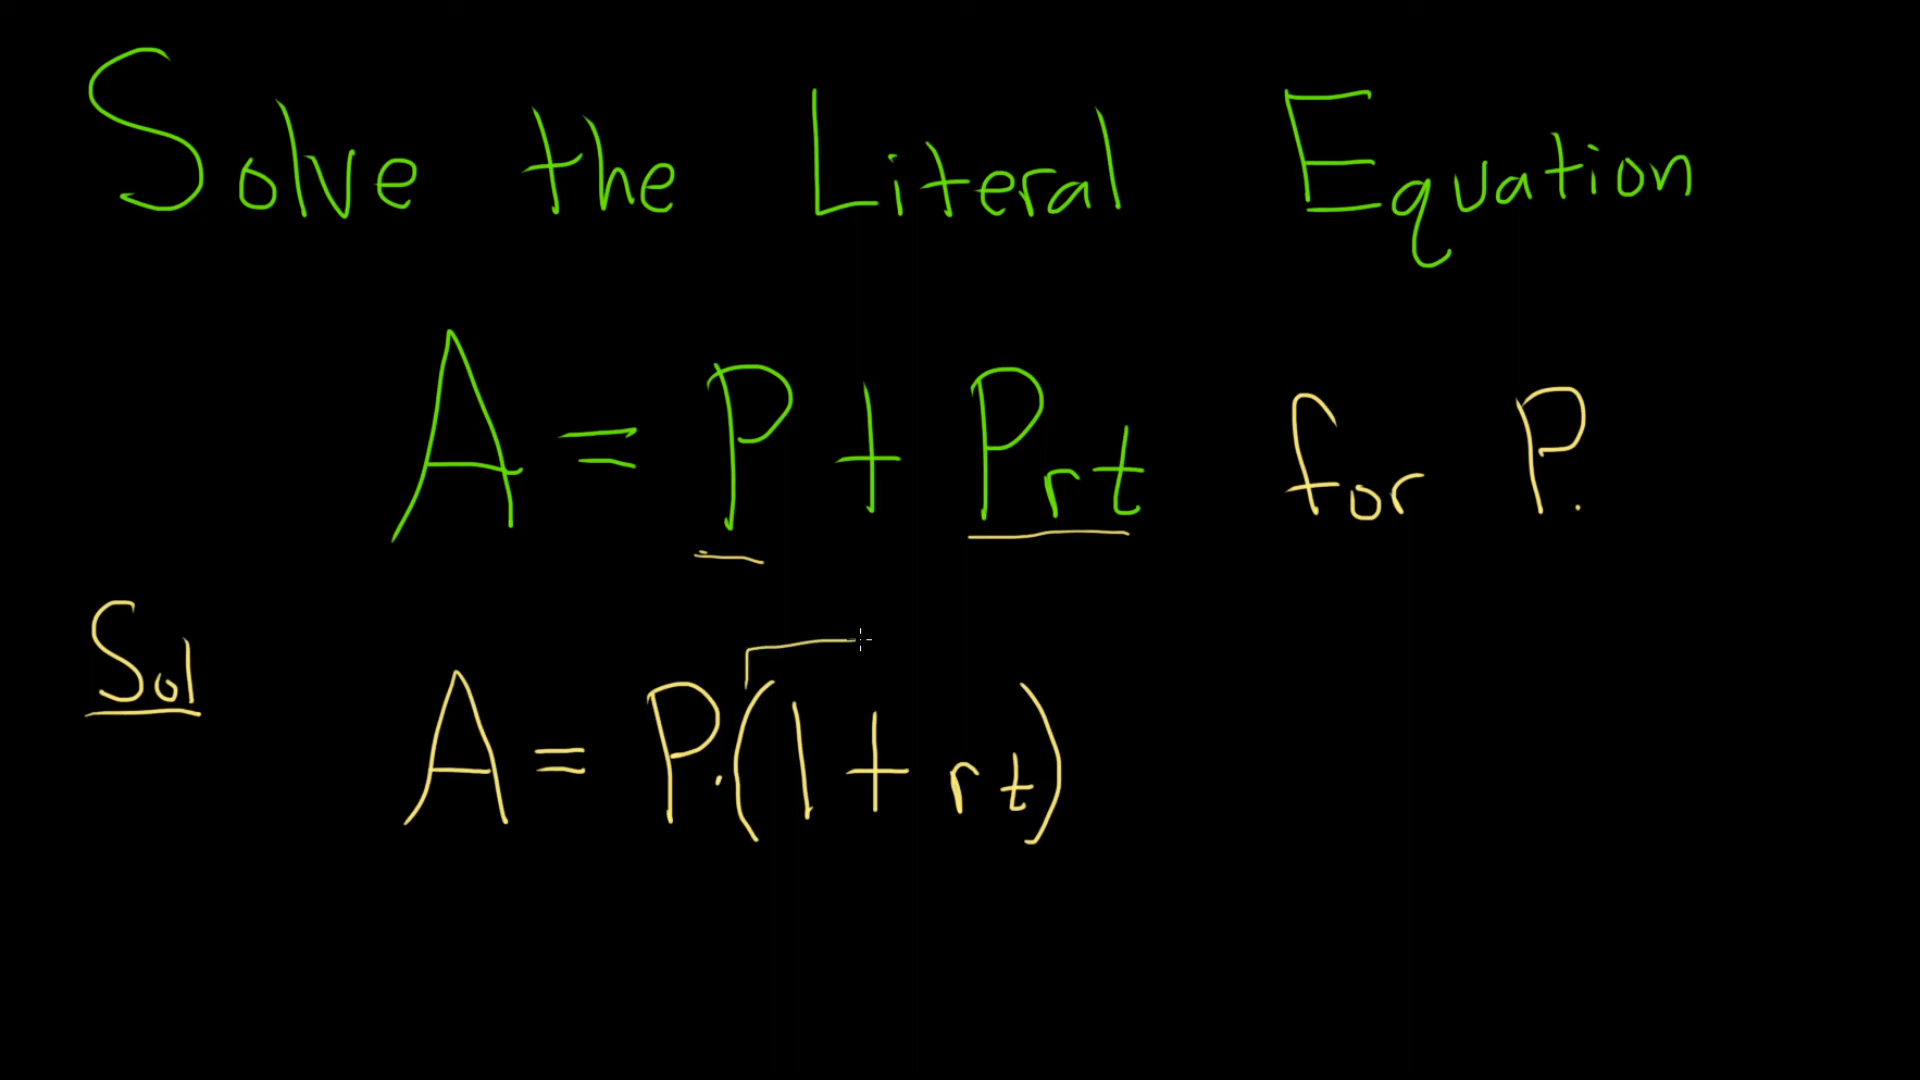 Solve the Literal Equation
A = P + Prt for P.
Sol A = P·(1 + rt)